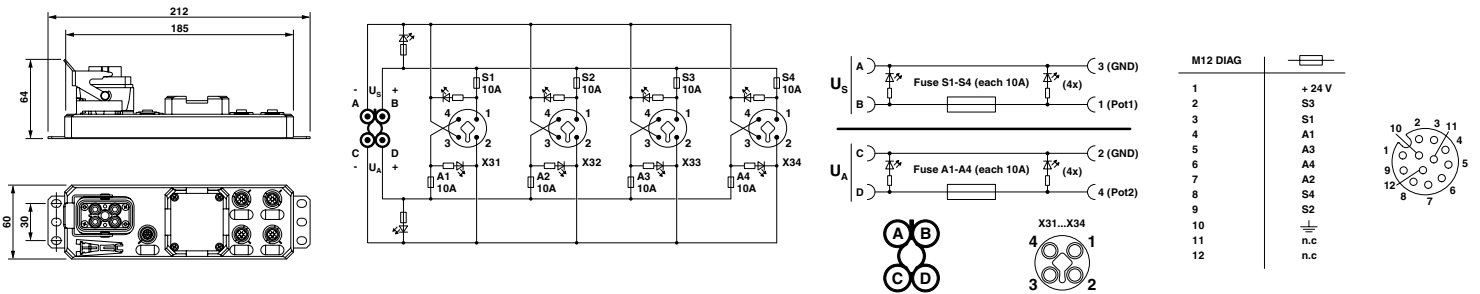 212
185
64
60
30
- US +
A B
C D
- UA +
S1
10A
S2
10A
S3
10A
S4
10A
4 1
3 2
4 1
3 2
4 1
3 2
4 1
3 2
X31
X32
X33
X34
A1
10A
A2
10A
A3
10A
A4
10A
US
A
Fuse S1-S4 (each 10A)
(4x)
3 (GND)
B
1 (Pot1)
UA
C
Fuse A1-A4 (each 10A)
(4x)
2 (GND)
D
4 (Pot2)
A B
C D
X31...X34
4 1
3 2
M12 DIAG
1 + 24 V
2 S3
3 S1
4 A1
5 A3
6 A4
7 A2
8 S4
9 S2
10
11 n.c
12 n.c
10 2 3 11
4
1
5
9
12
6
8 7